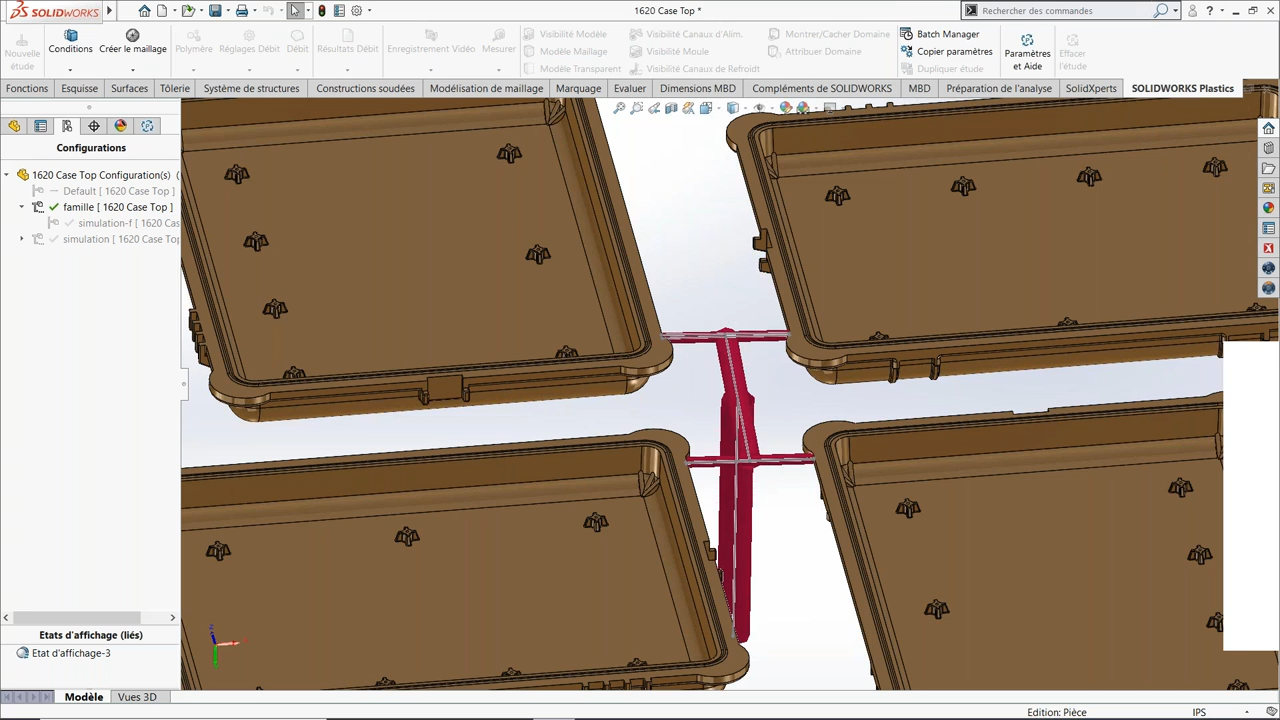 SOLIDWORKS
1620 Case Top *
Rechercher des commandes
Nouvelle étude
Conditions
Créer le maillage
Polymère
Réglages Débit
Débit
Résultats Débit
Enregistrement Vidéo
Mesurer
Visibilité Modèle
Modèle Maillage
Modèle Transparent
Visibilité Canaux d'Alim.
Visibilité Moule
Visibilité Canaux de Refroidt
Montrer/Cacher Domaine
Attribuer Domaine
Batch Manager
Copier paramètres
Dupliquer étude
Paramètres et Aide
Effacer l'étude
Fonctions
Esquisse
Surfaces
Tôlerie
Système de structures
Constructions soudées
Modélisation de maillage
Marquage
Evaluer
Dimensions MBD
Compléments de SOLIDWORKS
MBD
Préparation de l'analyse
SolidXperts
SOLIDWORKS Plastics
Configurations
1620 Case Top Configuration(s) (
Default [ 1620 Case Top ]
famille [ 1620 Case Top ]
simulation-f [ 1620 Cas
simulation [ 1620 Case Top
Etats d'affichage (liés)
Etat d'affichage-3
Modèle
Vues 3D
Edition: Pièce
IPS